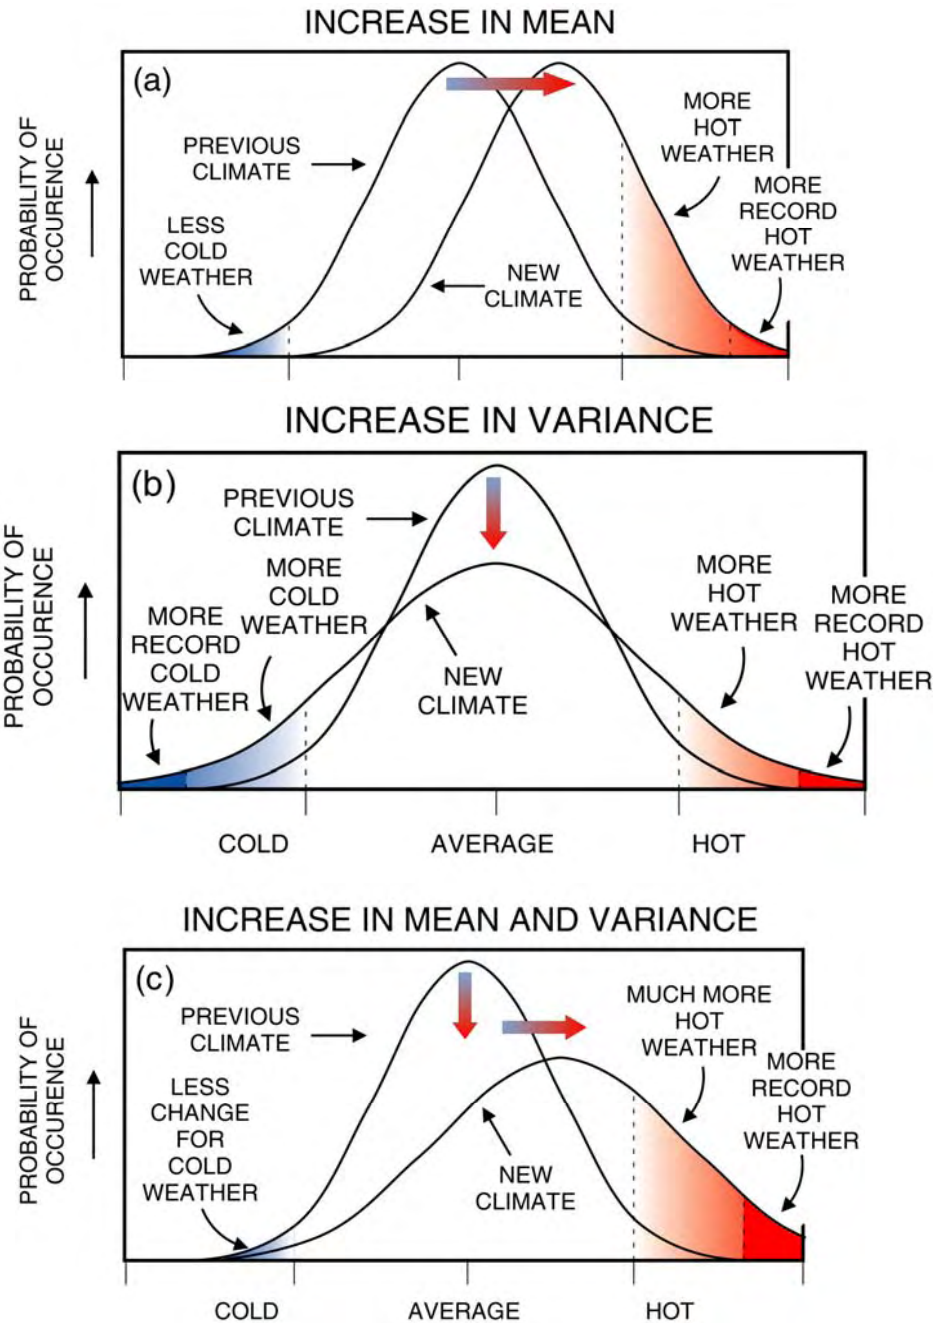 INCREASE IN MEAN
(a)
PROBABILITY OF
OCCURENCE
PREVIOUS
CLIMATE
LESS
COLD
WEATHER
NEW
CLIMATE
MORE
HOT
WEATHER
MORE
RECORD
HOT
WEATHER
INCREASE IN VARIANCE
(b)
PROBABILITY OF
OCCURENCE
PREVIOUS
CLIMATE
MORE
COLD
WEATHER
MORE
RECORD
COLD
WEATHER
NEW
CLIMATE
MORE
HOT
WEATHER
MORE
RECORD
HOT
WEATHER
COLD
AVERAGE
HOT
INCREASE IN MEAN AND VARIANCE
(c)
PROBABILITY OF
OCCURENCE
PREVIOUS
CLIMATE
LESS
CHANGE
FOR
COLD
WEATHER
NEW
CLIMATE
MUCH MORE
HOT
WEATHER
MORE
RECORD
HOT
WEATHER
COLD
AVERAGE
HOT